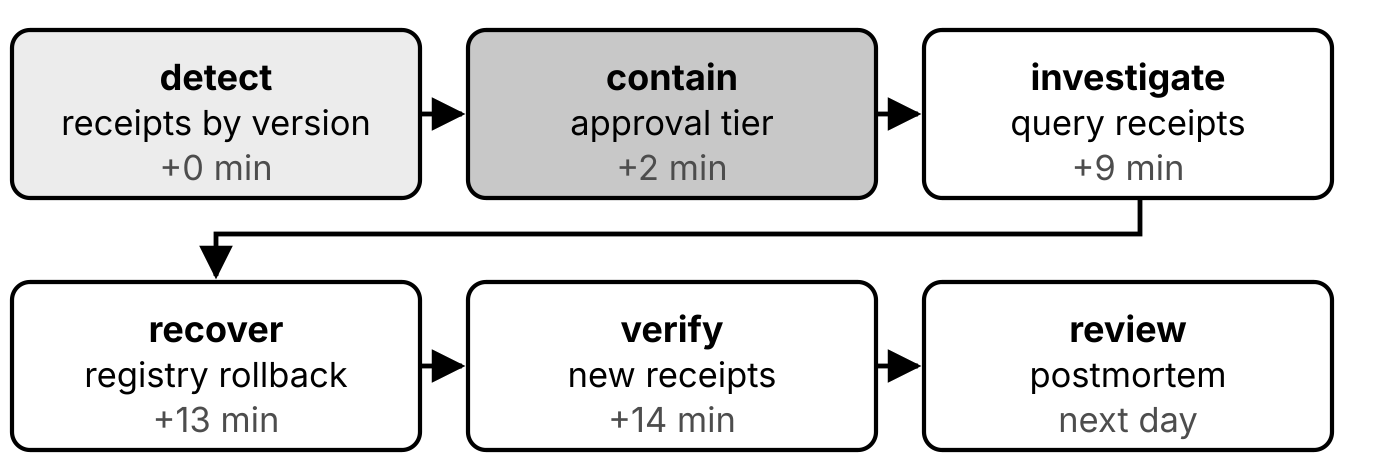 detect
receipts by version
+0 min
contain
approval tier
+2 min
investigate
query receipts
+9 min
recover
registry rollback
+13 min
verify
new receipts
+14 min
review
postmortem
next day